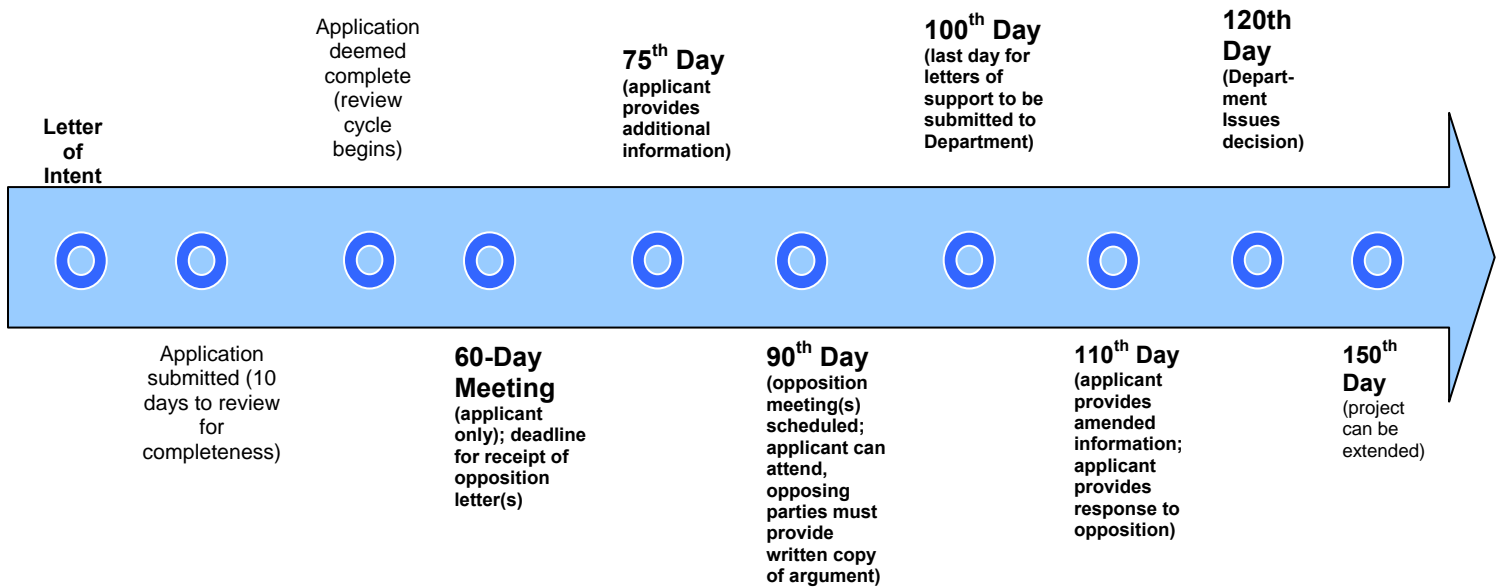 Letter
of
Intent
Application
submitted (10
days to review
for
completeness)
Application
deemed
complete
(review
cycle
begins)
60-Day
Meeting
(applicant
only); deadline
for receipt of
opposition
letter(s)
75th Day
(applicant
provides
additional
information)
90th Day
(opposition
meeting(s)
scheduled;
applicant can
attend,
opposing
parties must
provide
written copy
of argument)
100th Day
(last day for
letters of
support to be
submitted to
Department)
110th Day
(applicant
provides
amended
information;
applicant
provides
response to
opposition)
120th
Day
(Depart-
ment
Issues
decision)
150th
Day
(project
can be
extended)